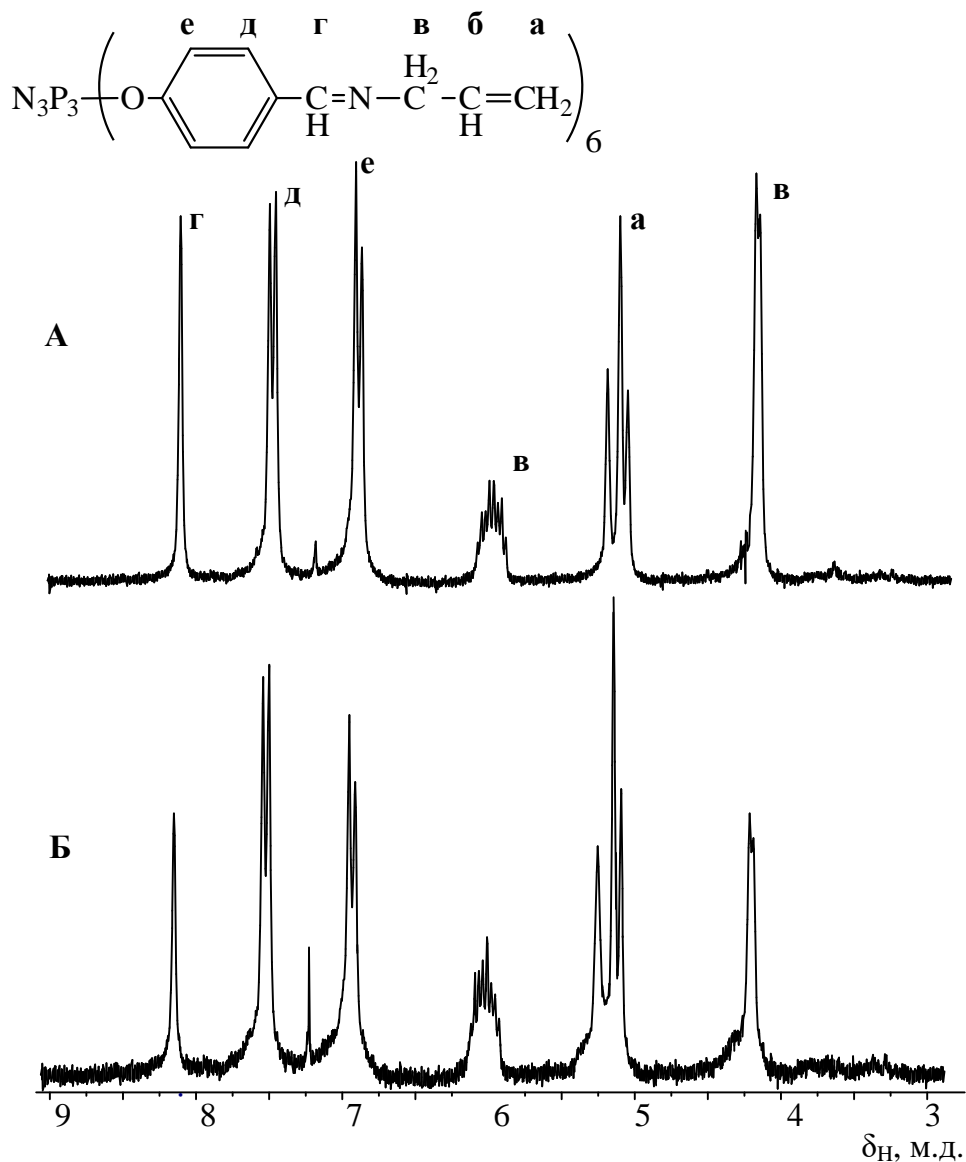 е д г в б а
H2
N3P3 O C=N C C=CH2
H H 6
е
г д а в
А
в
Б
9 8 7 6 5 4 3
δH, м.д.